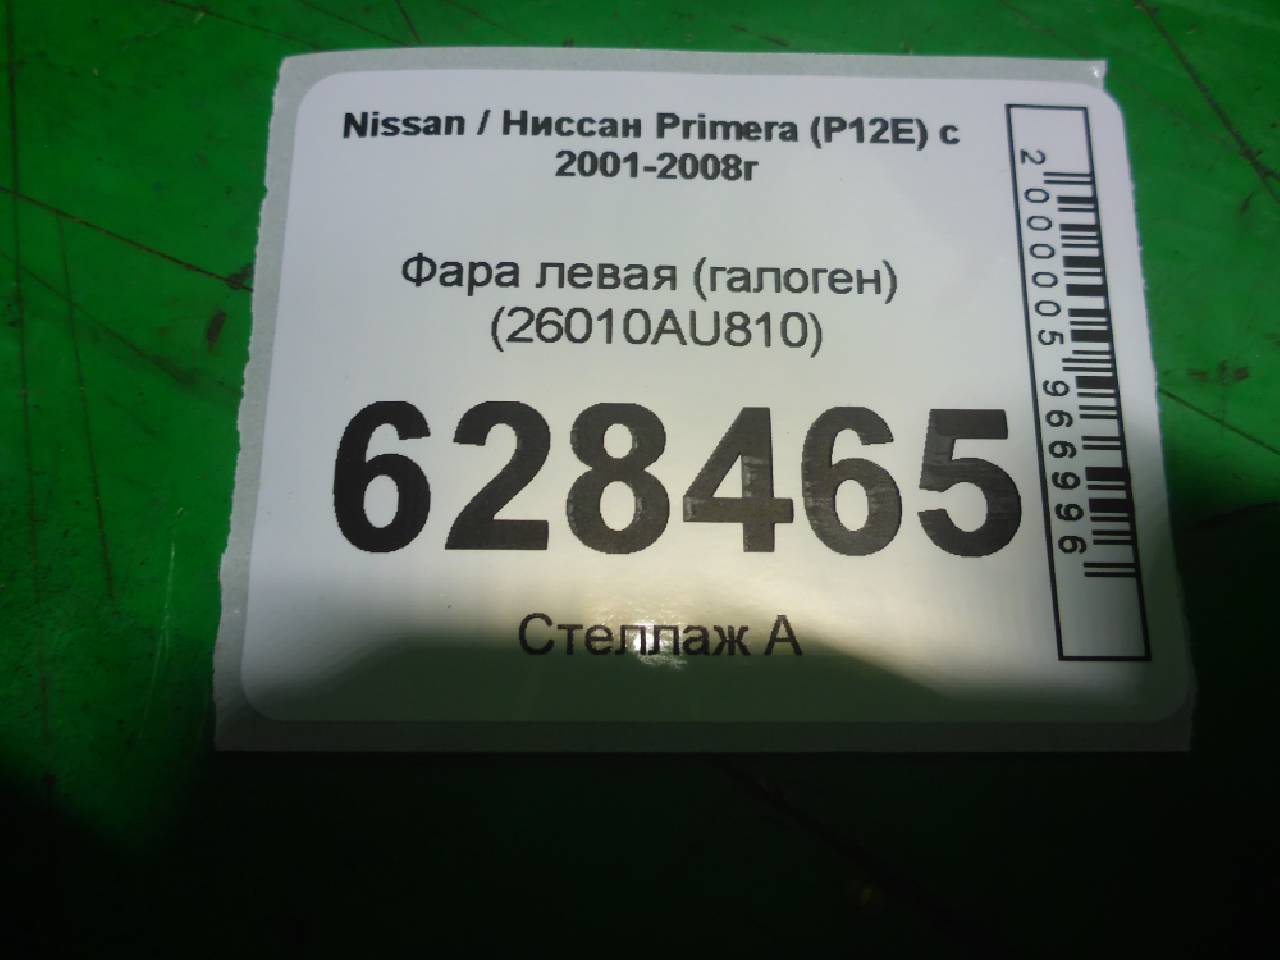 Nissan / Ниссан Primera (P12E) с
2001-2008г
Фара левая (галоген)
(26010AU810)
628465
Стеллаж А
2000005966996